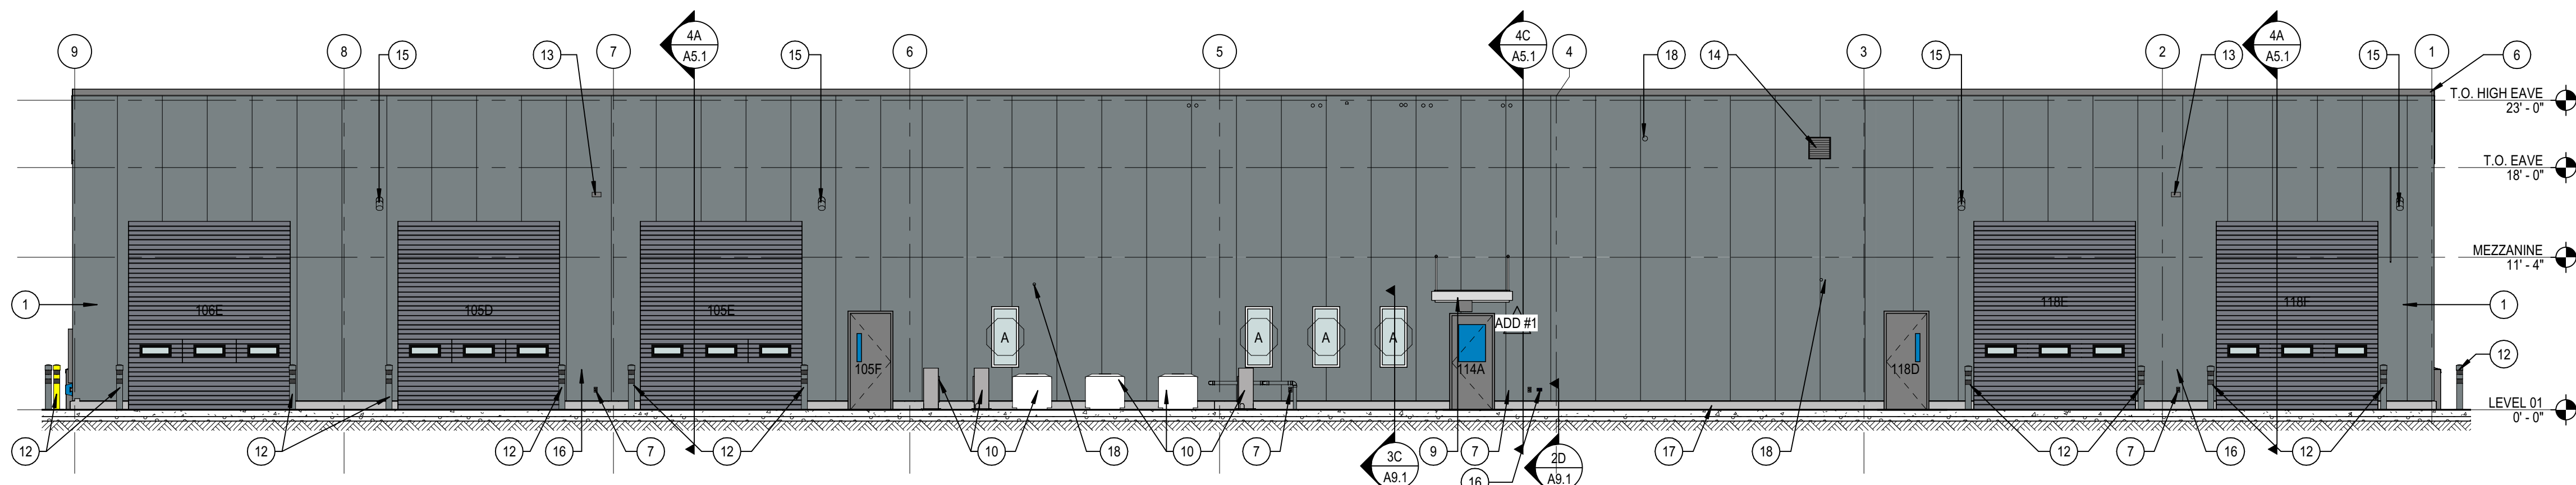 9
8
15
13
7
4A
A5.1
15
6
5
4C
A5.1
4
18
14
3
15
2
13
4A
A5.1
15
1
6
T.O. HIGH EAVE
23' - 0"
T.O. EAVE
18' - 0"
MEZZANINE
11' - 4"
1
106E
105D
105E
118E
118F
1
ADD #1
A
A
A
A
105F
114A
118D
12
LEVEL 01
0' - 0"
12
12
12
16
7
12
10
18
10
7
3C
A9.1
9
7
16
2D
A9.1
17
18
12
7
16
12